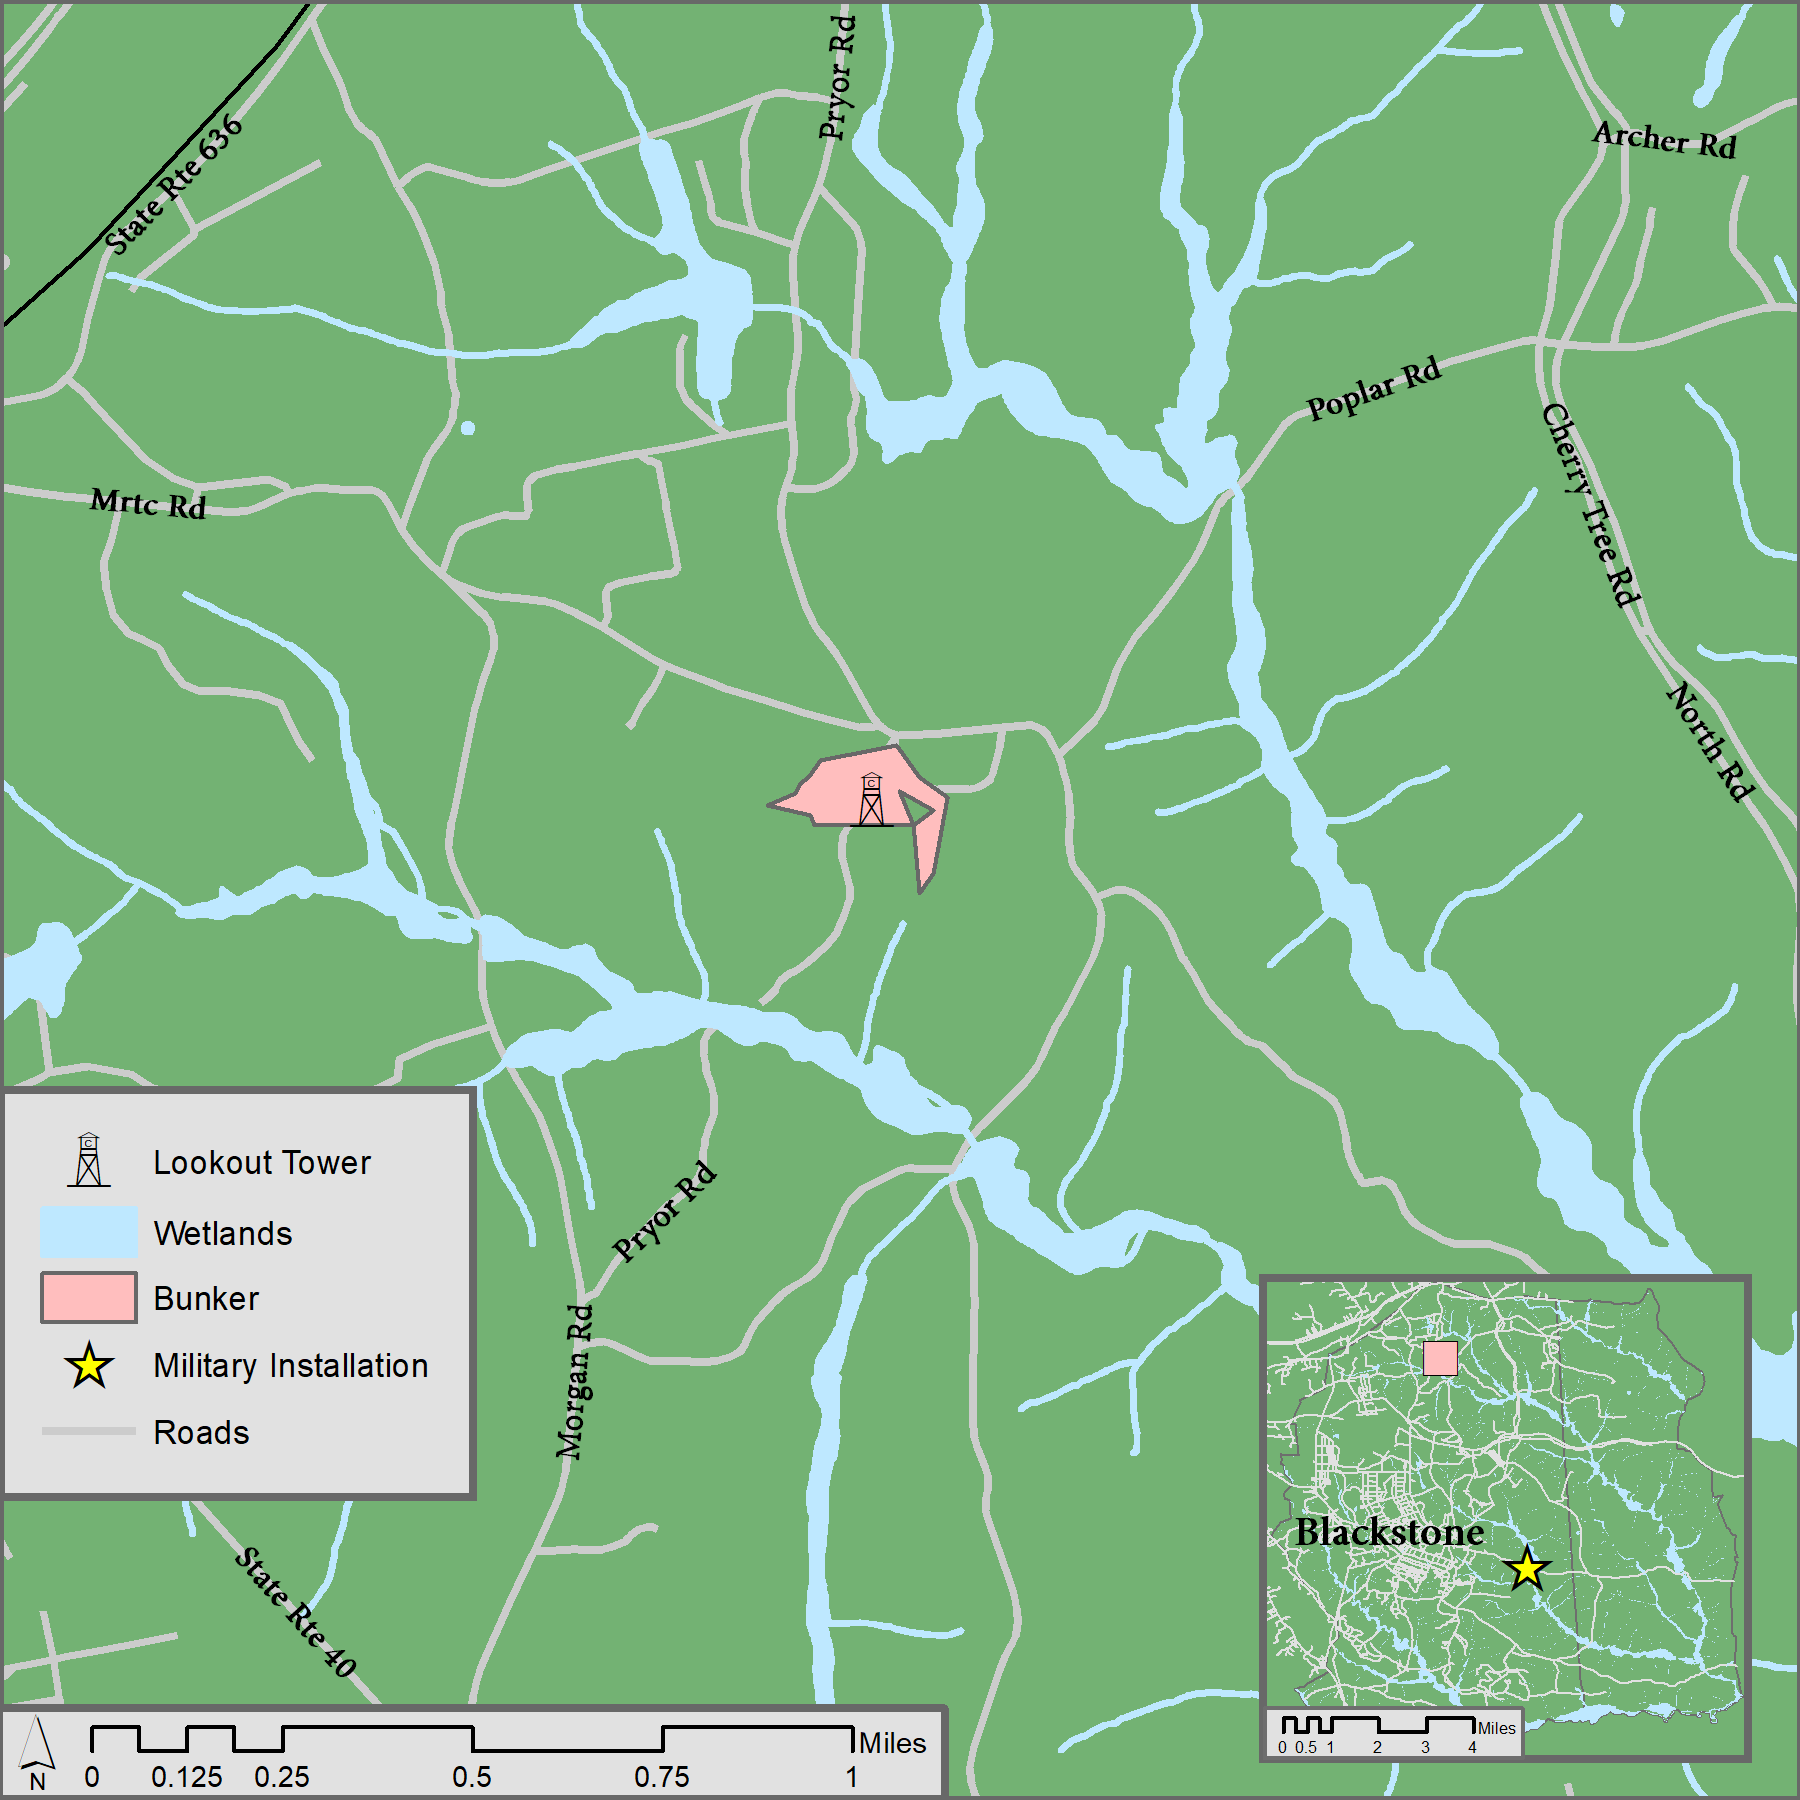 Pryor Rd
State Rte 636
Archer Rd
Poplar Rd
Mrtc Rd
Cherry Tree Rd
North Rd
C
C
Lookout Tower
Wetlands
Bunker
Military Installation
Roads
Pryor Rd
Morgan Rd
State Rte 40
Blackstone
N
0 0.125 0.25 0.5 0.75 1 Miles
0 0.5 1 2 3 4 Miles